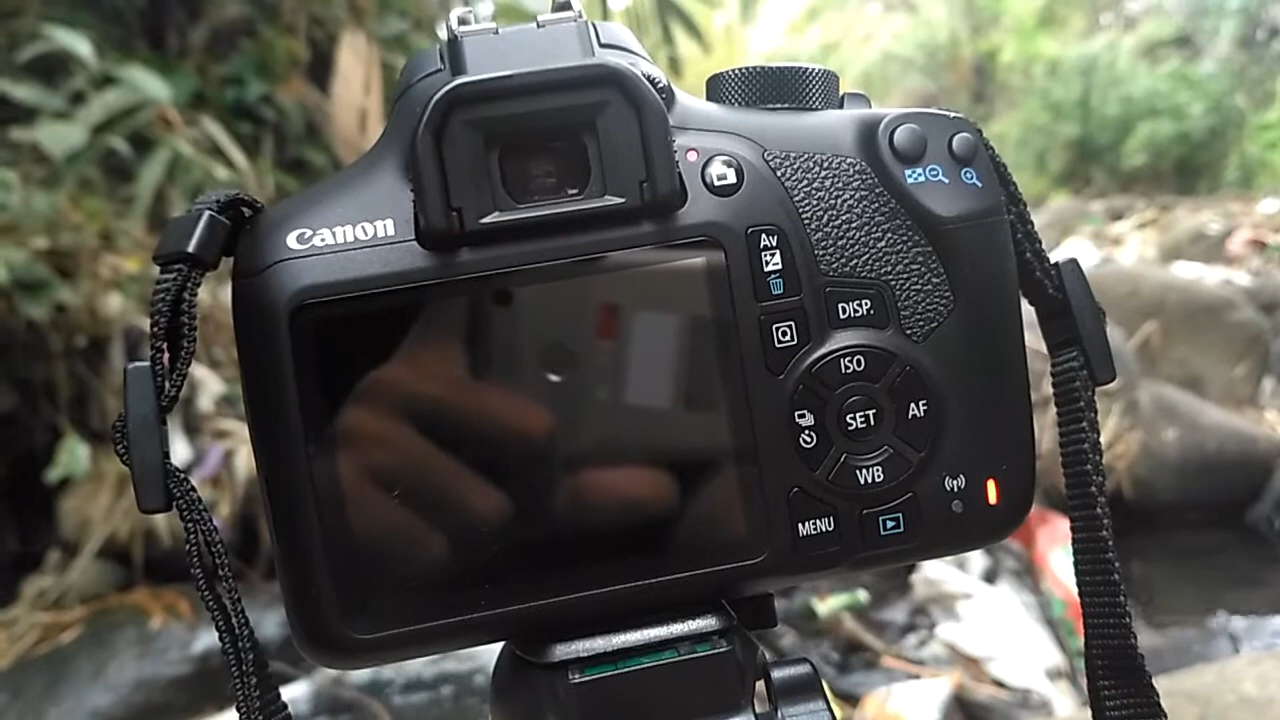 Canon
Av
Q
DISP.
ISO
SET
AF
WB
MENU